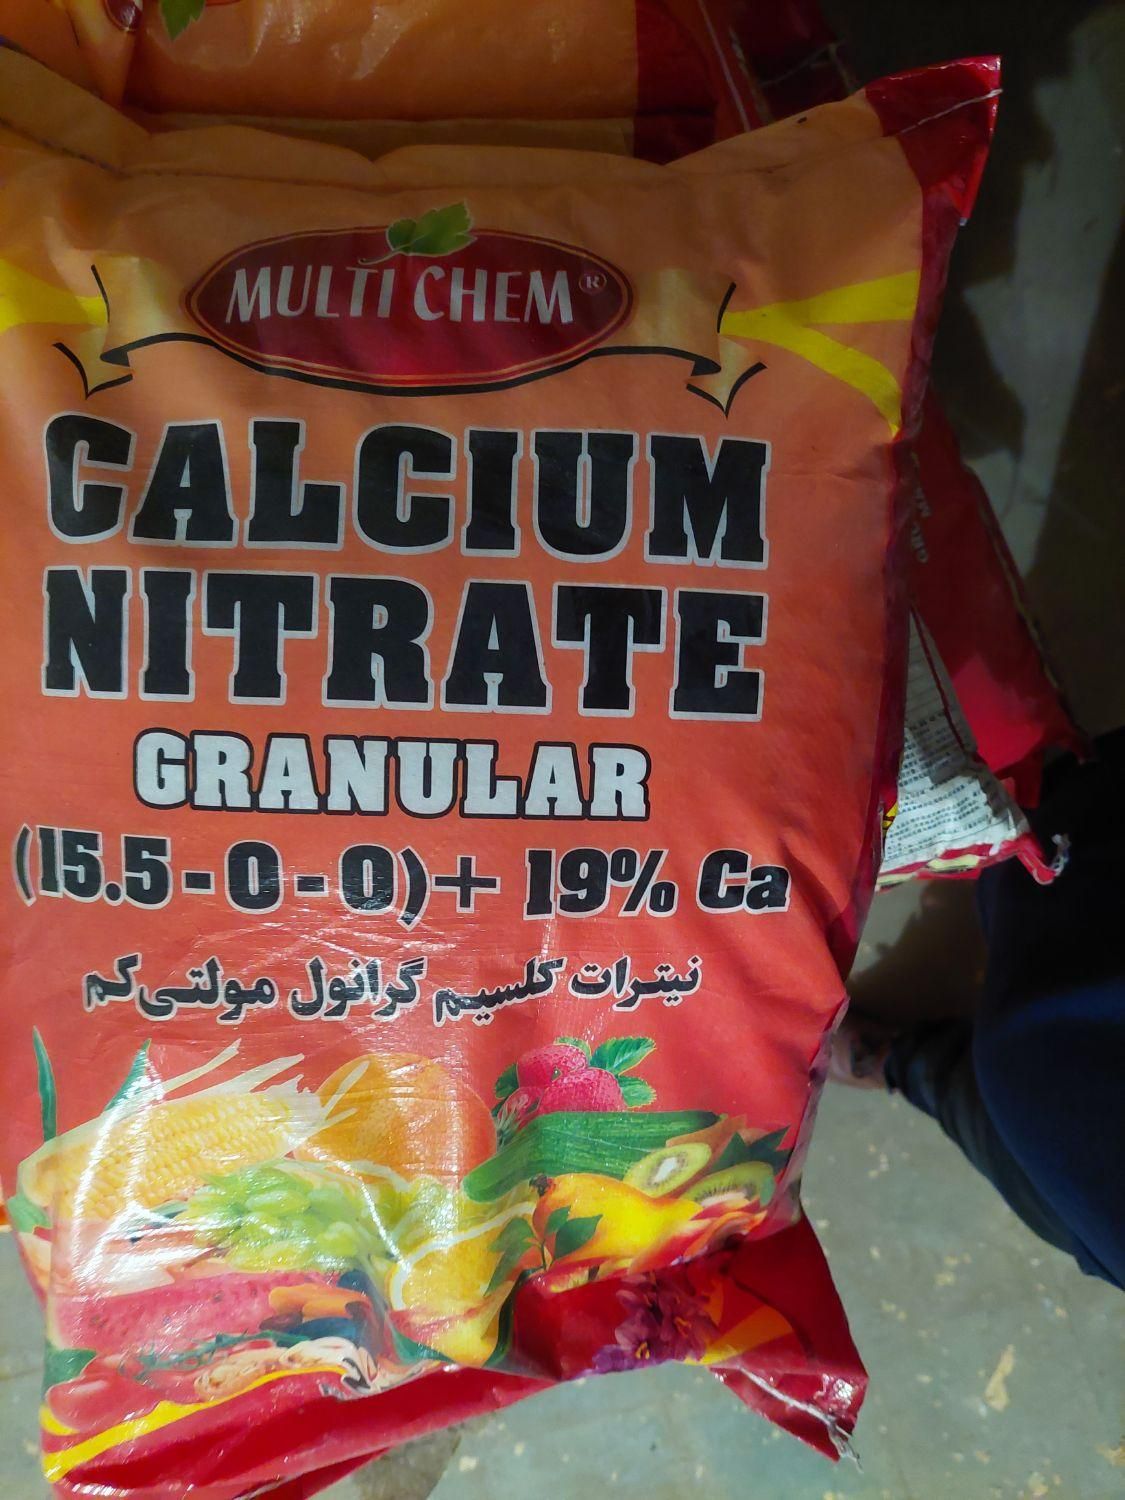 MULTI CHEM®
CALCIUM
NITRATE
GRANULAR
(15.5-0-0)+ 19% Ca
نیترات کلسیم گرانول مولتی‌کم